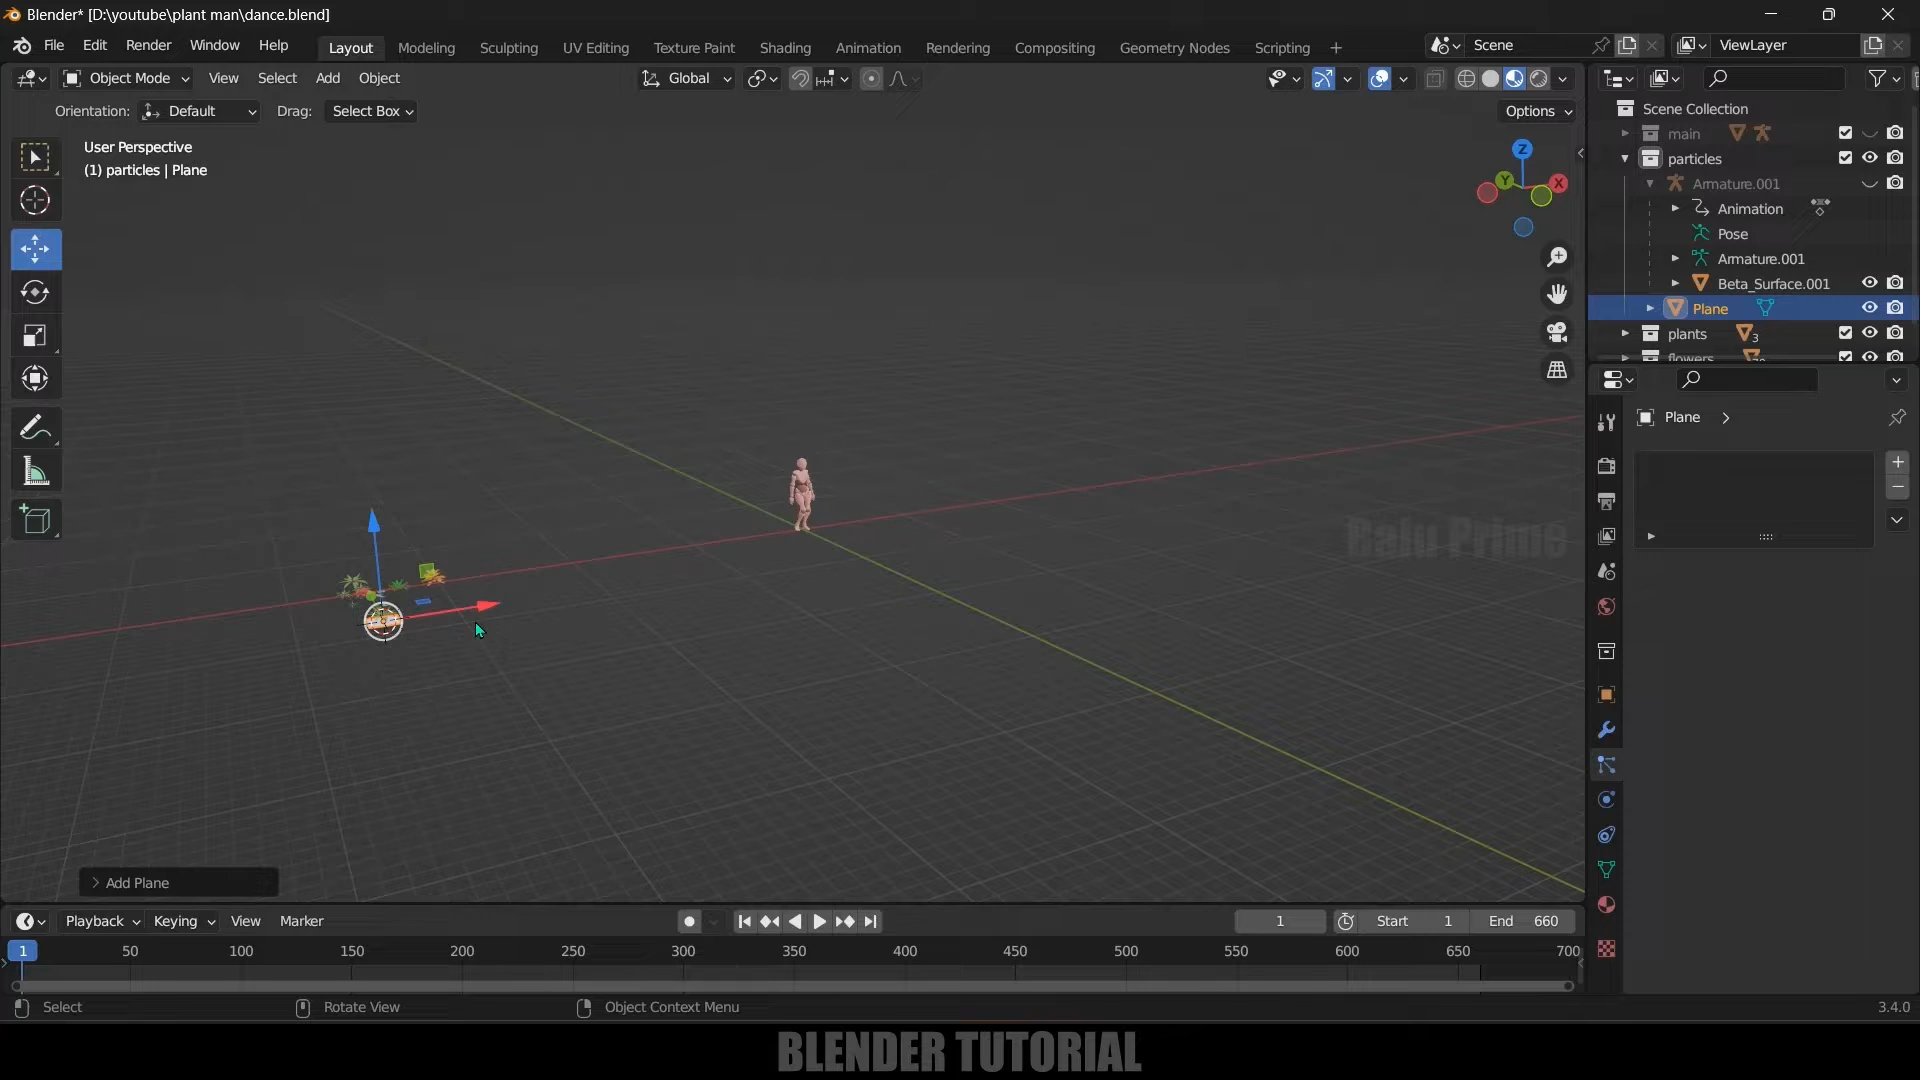 Blender* [D:\youtube\plant man\dance.blend]
File Edit Render Window Help Layout Modeling Sculpting UV Editing Texture Paint Shading Animation Rendering Compositing Geometry Nodes Scripting + Scene ViewLayer
Object Mode View Select Add Object Global
Orientation: Default Drag: Select Box Options
User Perspective
(1) particles | Plane
Z
Y X
Scene Collection
main
particles
Armature.001
Animation
Pose
Armature.001
Beta_Surface.001
Plane
plants 3
flowers
Plane
Ralu Prime
Add Plane
Playback Keying View Marker 1 Start 1 End 660
1 50 100 150 200 250 300 350 400 450 500 550 600 650 700
Select Rotate View Object Context Menu 3.4.0
BLENDER TUTORIAL